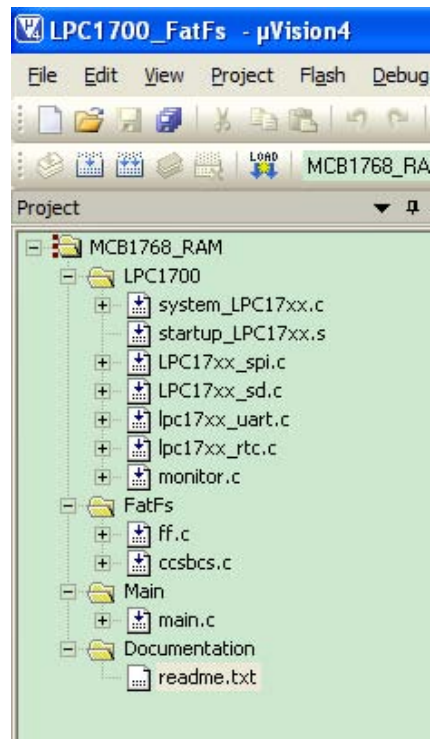 LPC1700_FatFs - µVision4
File Edit View Project Flash Debug
LOAD MCB1768_RA
Project
MCB1768_RAM
LPC1700
system_LPC17xx.c
startup_LPC17xx.s
LPC17xx_spi.c
LPC17xx_sd.c
lpc17xx_uart.c
lpc17xx_rtc.c
monitor.c
FatFs
ff.c
ccsbcs.c
Main
main.c
Documentation
readme.txt